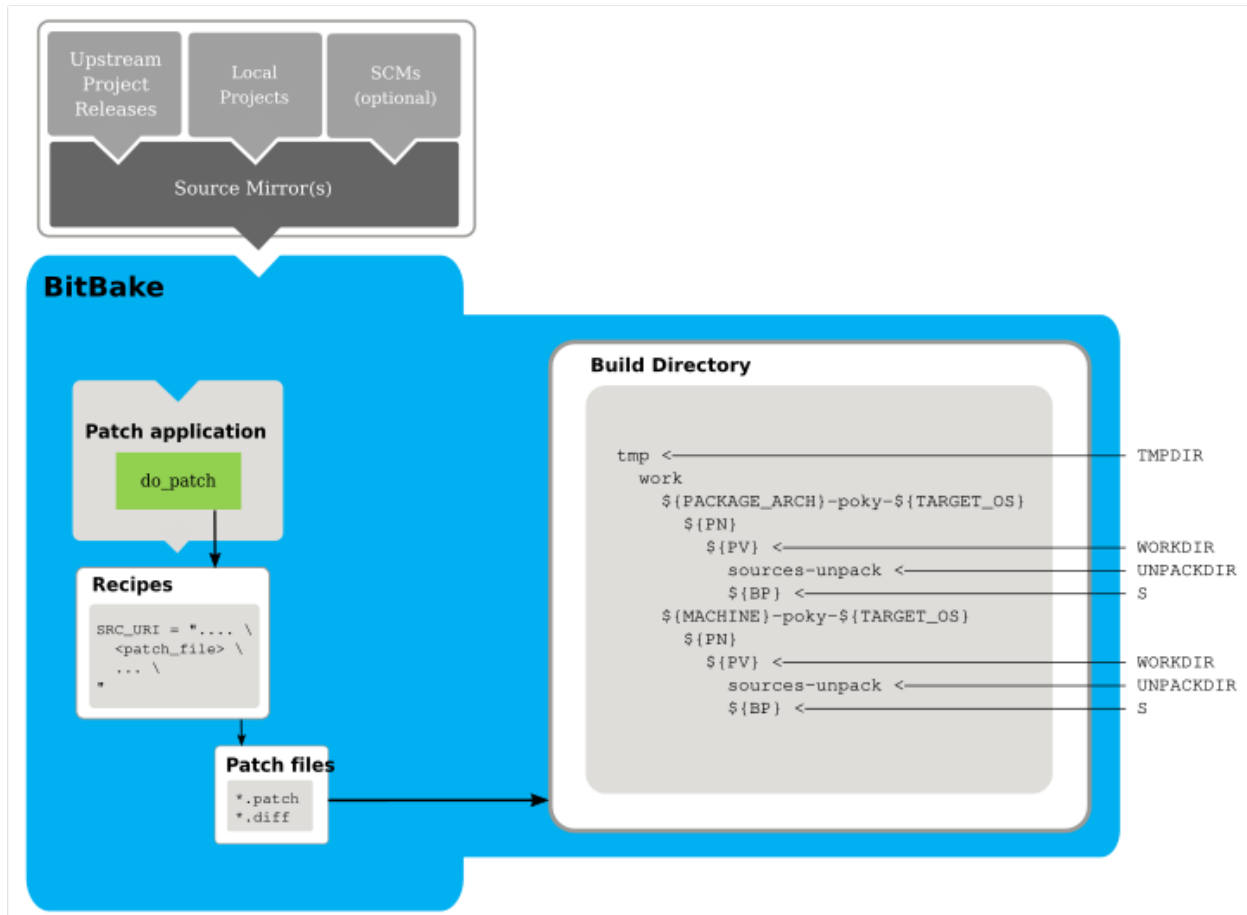 Upstream
Project
Releases
Local
Projects
SCMs
(optional)
Source Mirror(s)
BitBake
Patch application
do_patch
Recipes
SRC_URI = ".... \
<patch_file> \
... \
"
Patch files
*.patch
*.diff
Build Directory
tmp <
TMPDIR
work
${PACKAGE_ARCH}-poky-${TARGET_OS}
${PN}
${PV} <
WORKDIR
sources-unpack <
UNPACKDIR
${BP} <
S
${MACHINE}-poky-${TARGET_OS}
${PN}
${PV} <
WORKDIR
sources-unpack <
UNPACKDIR
${BP} <
S